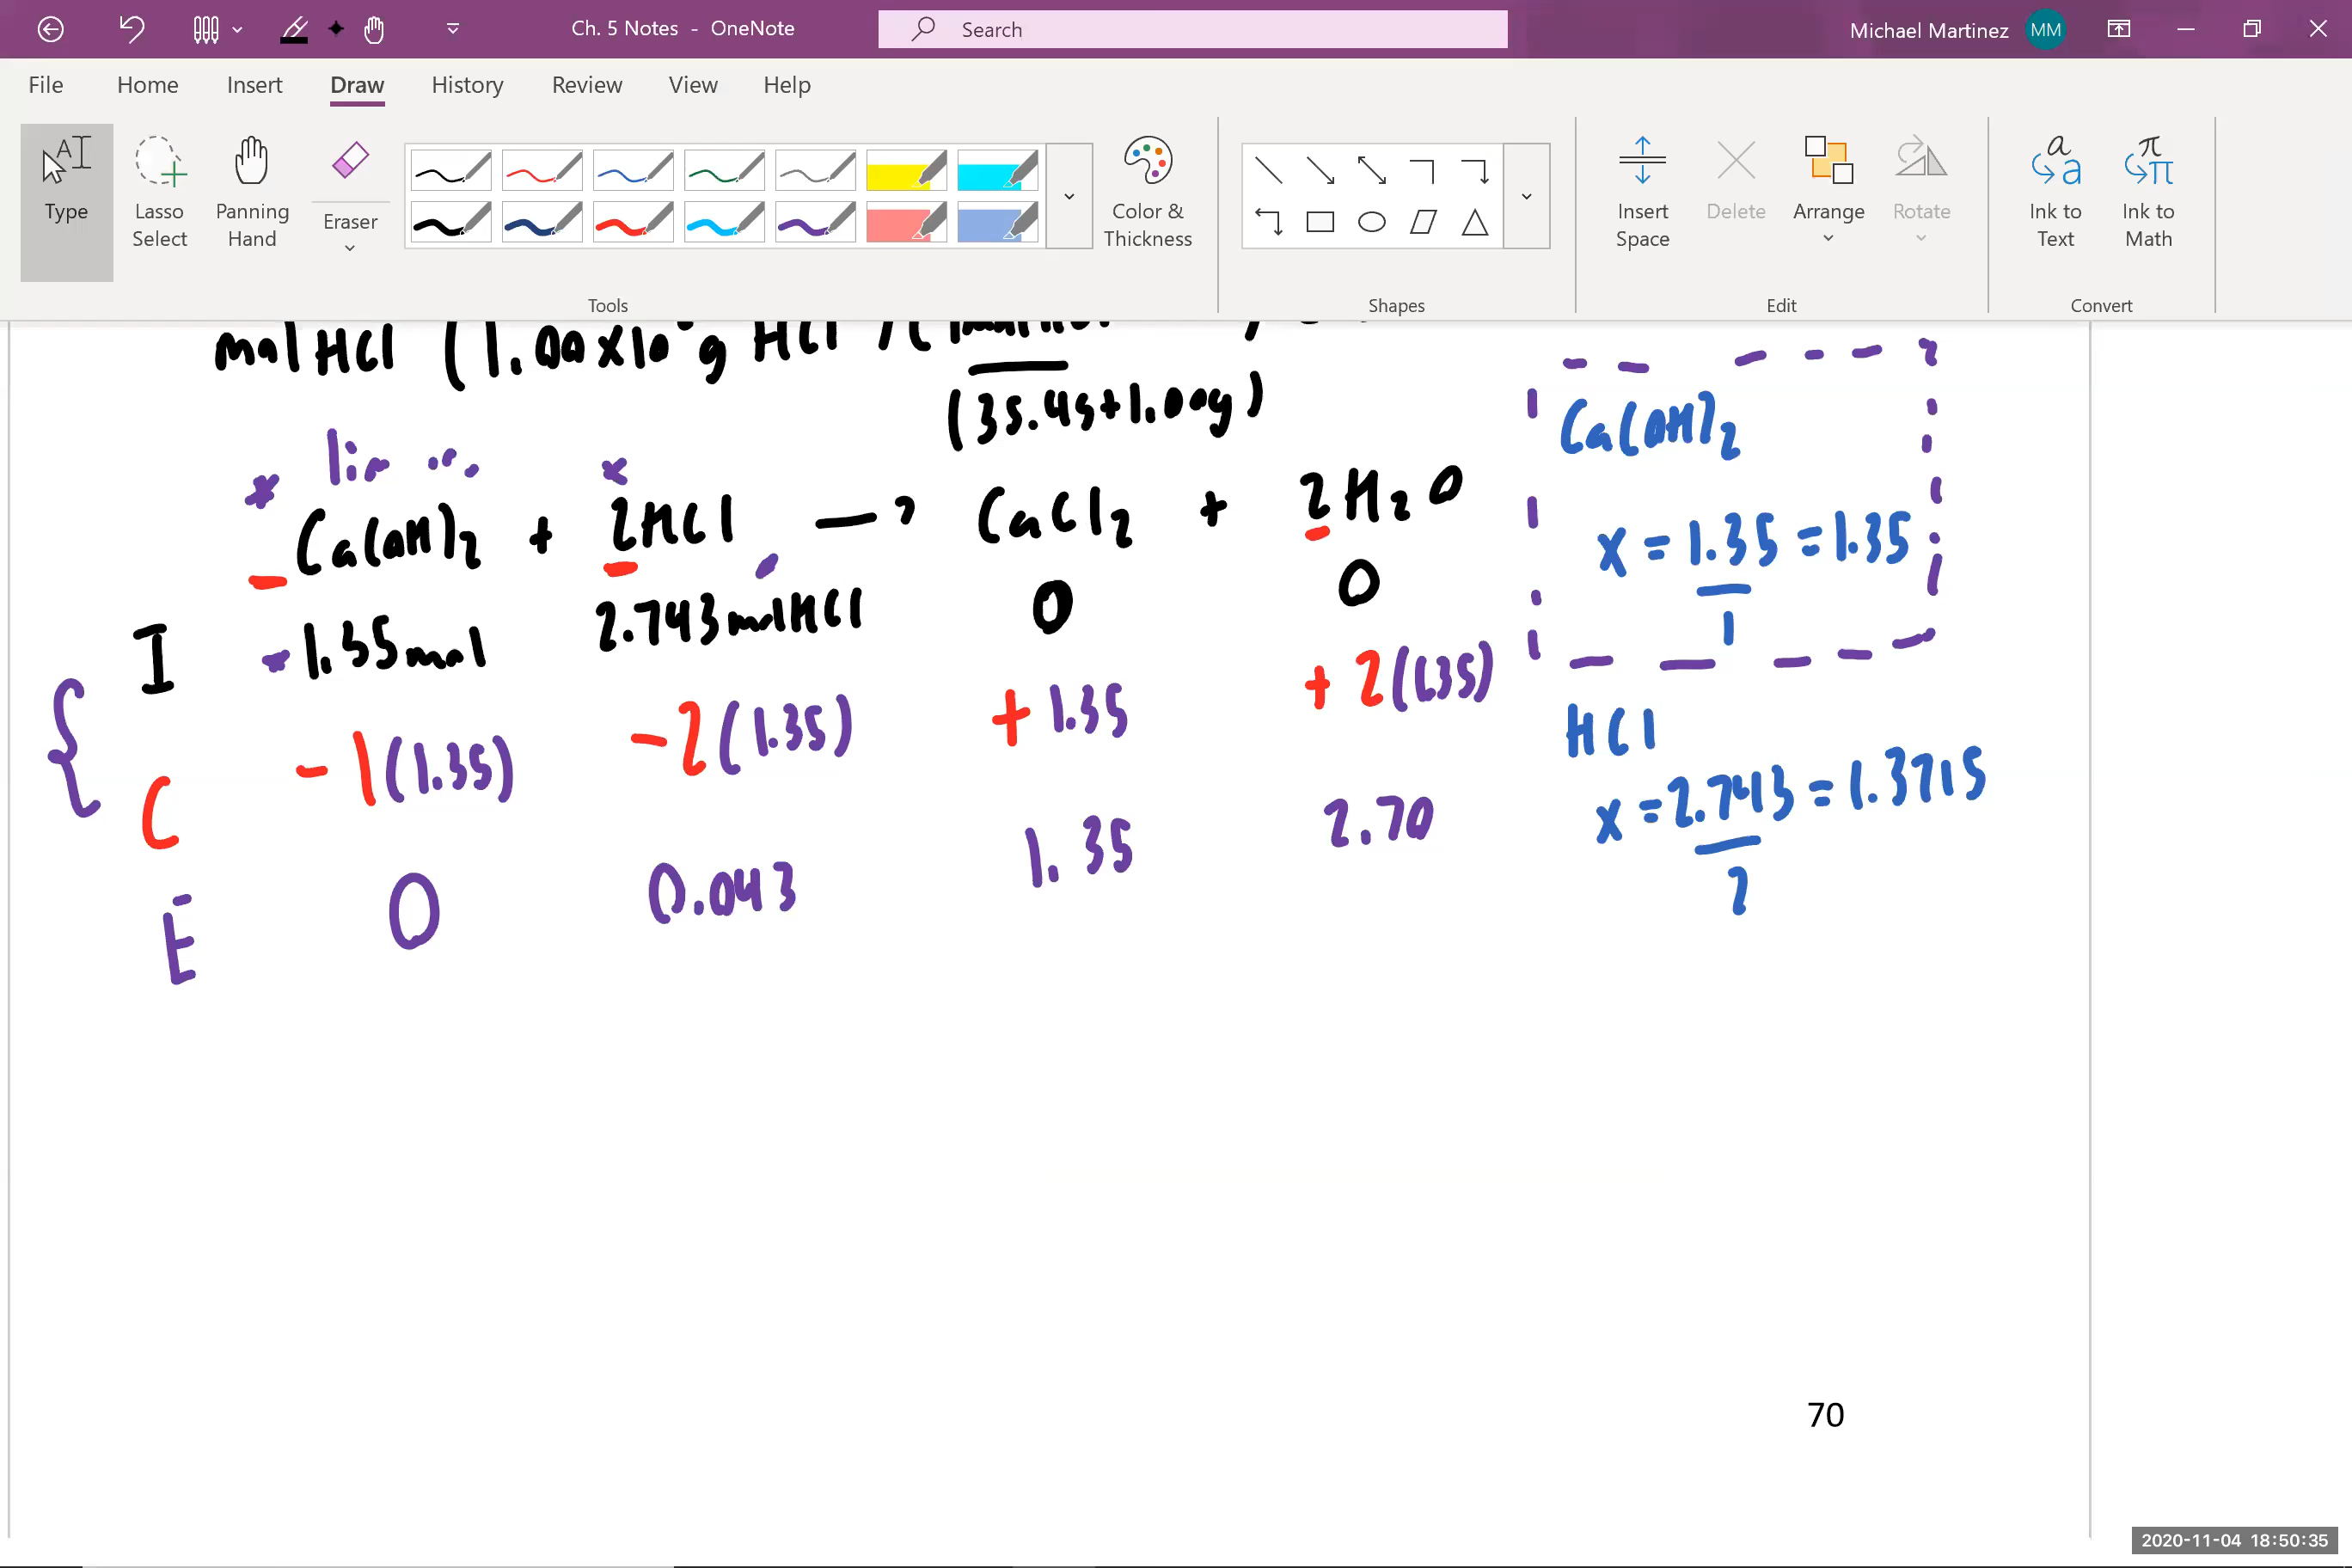 Ch. 5 Notes - OneNote
Search
Michael Martinez MM
File Home Insert Draw History Review View Help
Type
Lasso Select
Panning Hand
Eraser
Color & Thickness
Insert Space
Delete
Arrange
Rotate
Ink to Text
Ink to Math
Tools Shapes Edit Convert
mol HCl (1.00x10 g HCl
(35.45+1.00g)
* lim ... *
Ca(OH)2 + 2HCl → CaCl2 + 2H2O
I 1.35mol 2.743molHCl 0 0
C -1(1.35) -2(1.35) +1.35 +2(1.35)
E 0 0.043 1.35 2.70
Ca(OH)2
x = 1.35 = 1.35
1
HCl
x = 2.743 = 1.3715
2
70
2020-11-04 18:50:35